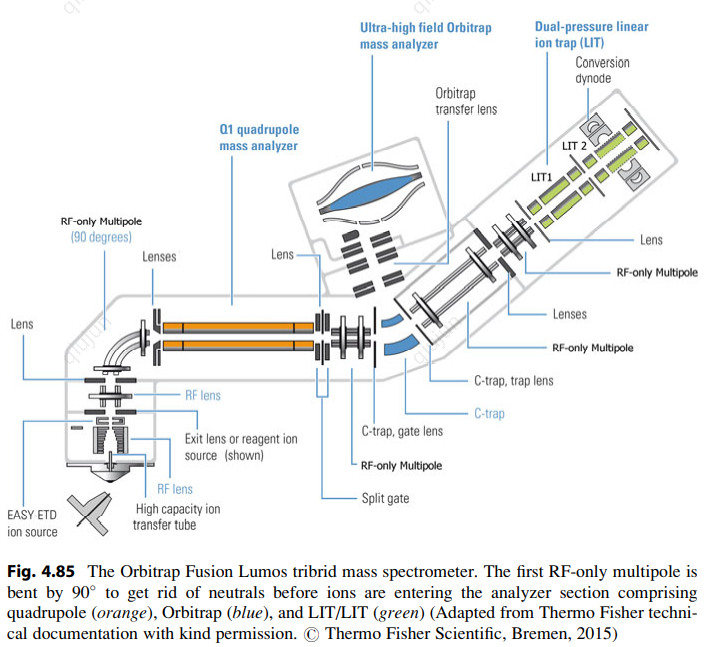 Ultra-high field Orbitrap
mass analyzer
Dual-pressure linear
ion trap (LIT)
Conversion
dynode
Orbitrap
transfer lens
Q1 quadrupole
mass analyzer
LIT 2
LIT1
RF-only Multipole
(90 degrees)
Lenses
Lens
Lens
RF-only Multipole
Lens
Lenses
RF-only Multipole
C-trap, trap lens
RF lens
C-trap
Exit lens or reagent ion
source (shown)
C-trap, gate lens
RF-only Multipole
RF lens
Split gate
EASY ETD
ion source
High capacity ion
transfer tube
Fig. 4.85 The Orbitrap Fusion Lumos tribrid mass spectrometer. The first RF-only multipole is
bent by 90° to get rid of neutrals before ions are entering the analyzer section comprising
quadrupole (orange), Orbitrap (blue), and LIT/LIT (green) (Adapted from Thermo Fisher techni-
cal documentation with kind permission. © Thermo Fisher Scientific, Bremen, 2015)